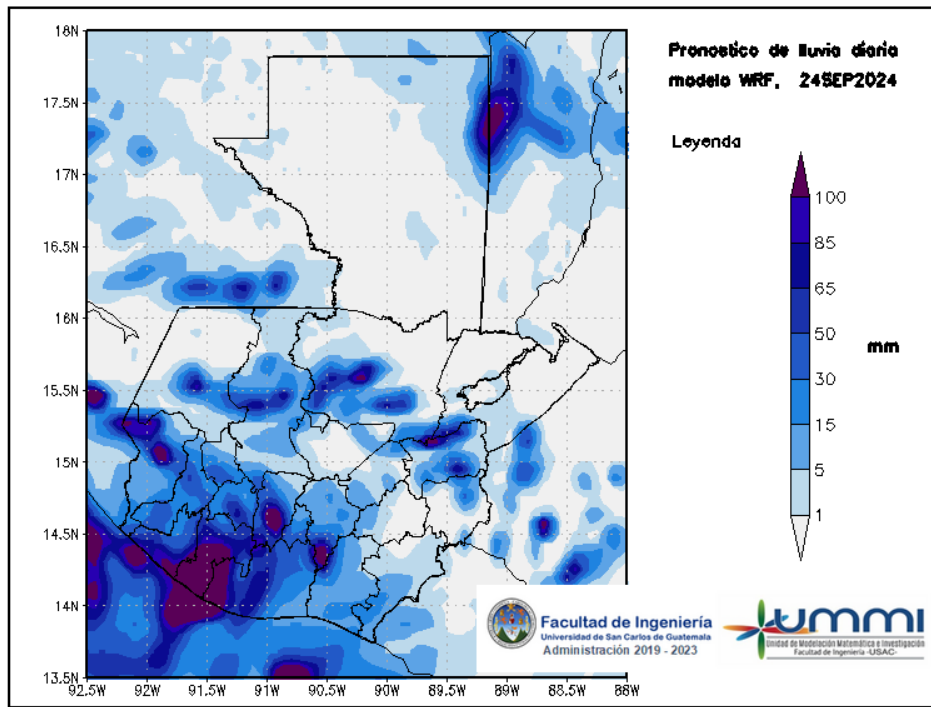 Pronostico de lluvia diaria
modelo WRF, 24SEP2024
Leyenda
100
85
65
50
30
15
5
1
mm
18N
17.5N
17N
16.5N
16N
15.5N
15N
14.5N
14N
13.5N
92.5W
92W
91.5W
91W
90.5W
90W
89.5W
89W
88.5W
88W
Facultad de Ingeniería
Universidad de San Carlos de Guatemala
Administración 2019 - 2023
UMMI
Unidad de Modelación Matemática e Investigación
Facultad de Ingeniería -USAC-